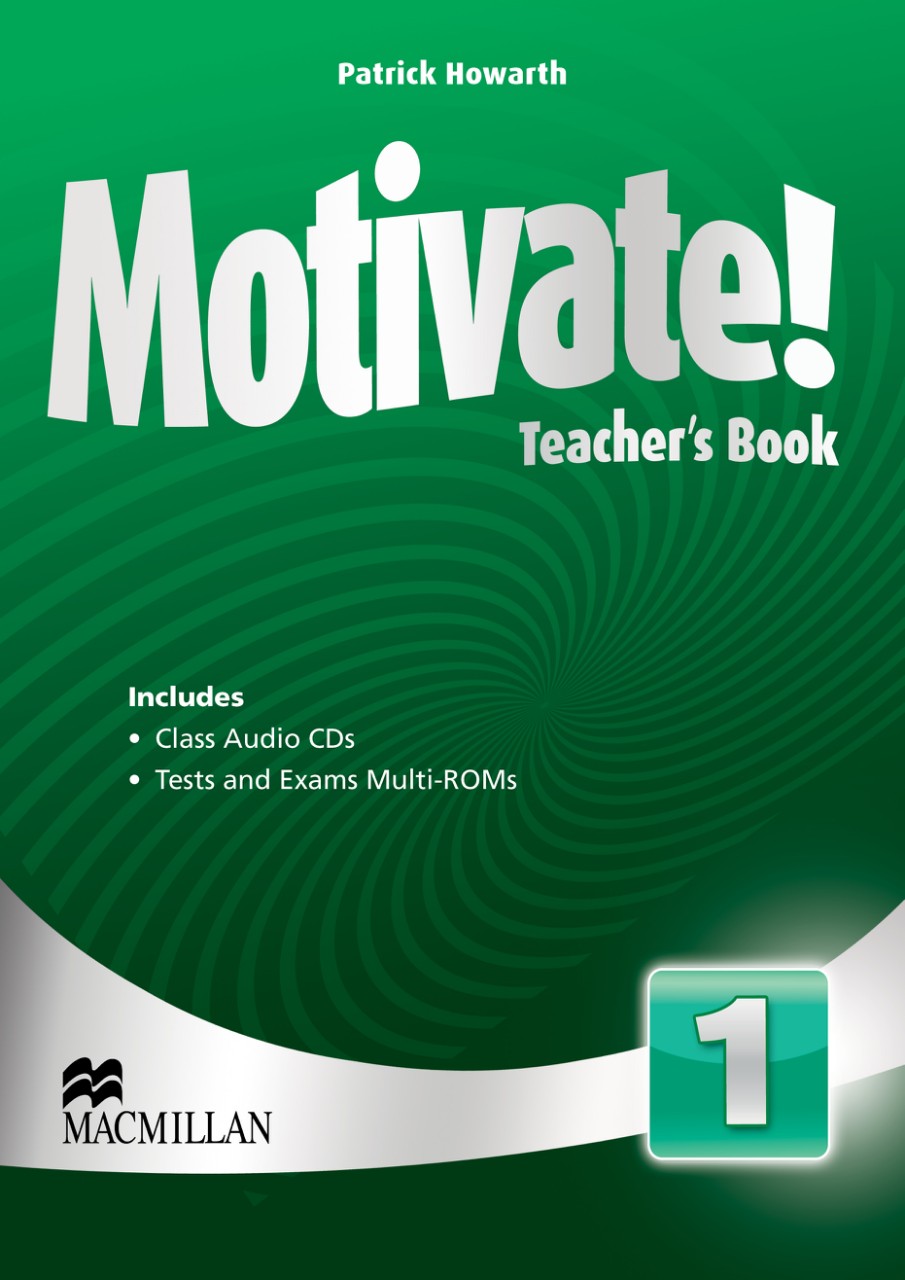 Patrick Howarth
Motivate!
Teacher's Book
Includes
• Class Audio CDs
• Tests and Exams Multi-ROMs
1
MACMILLAN